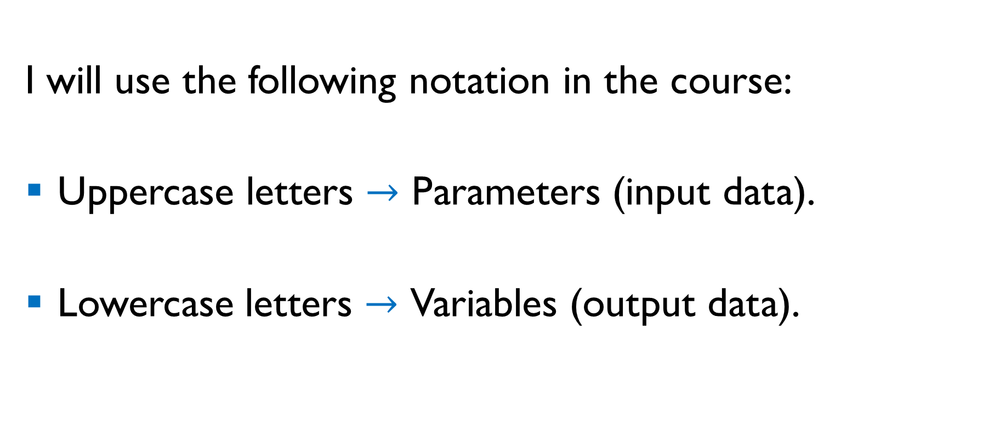 I will use the following notation in the course:
▪ Uppercase letters → Parameters (input data).
▪ Lowercase letters → Variables (output data).